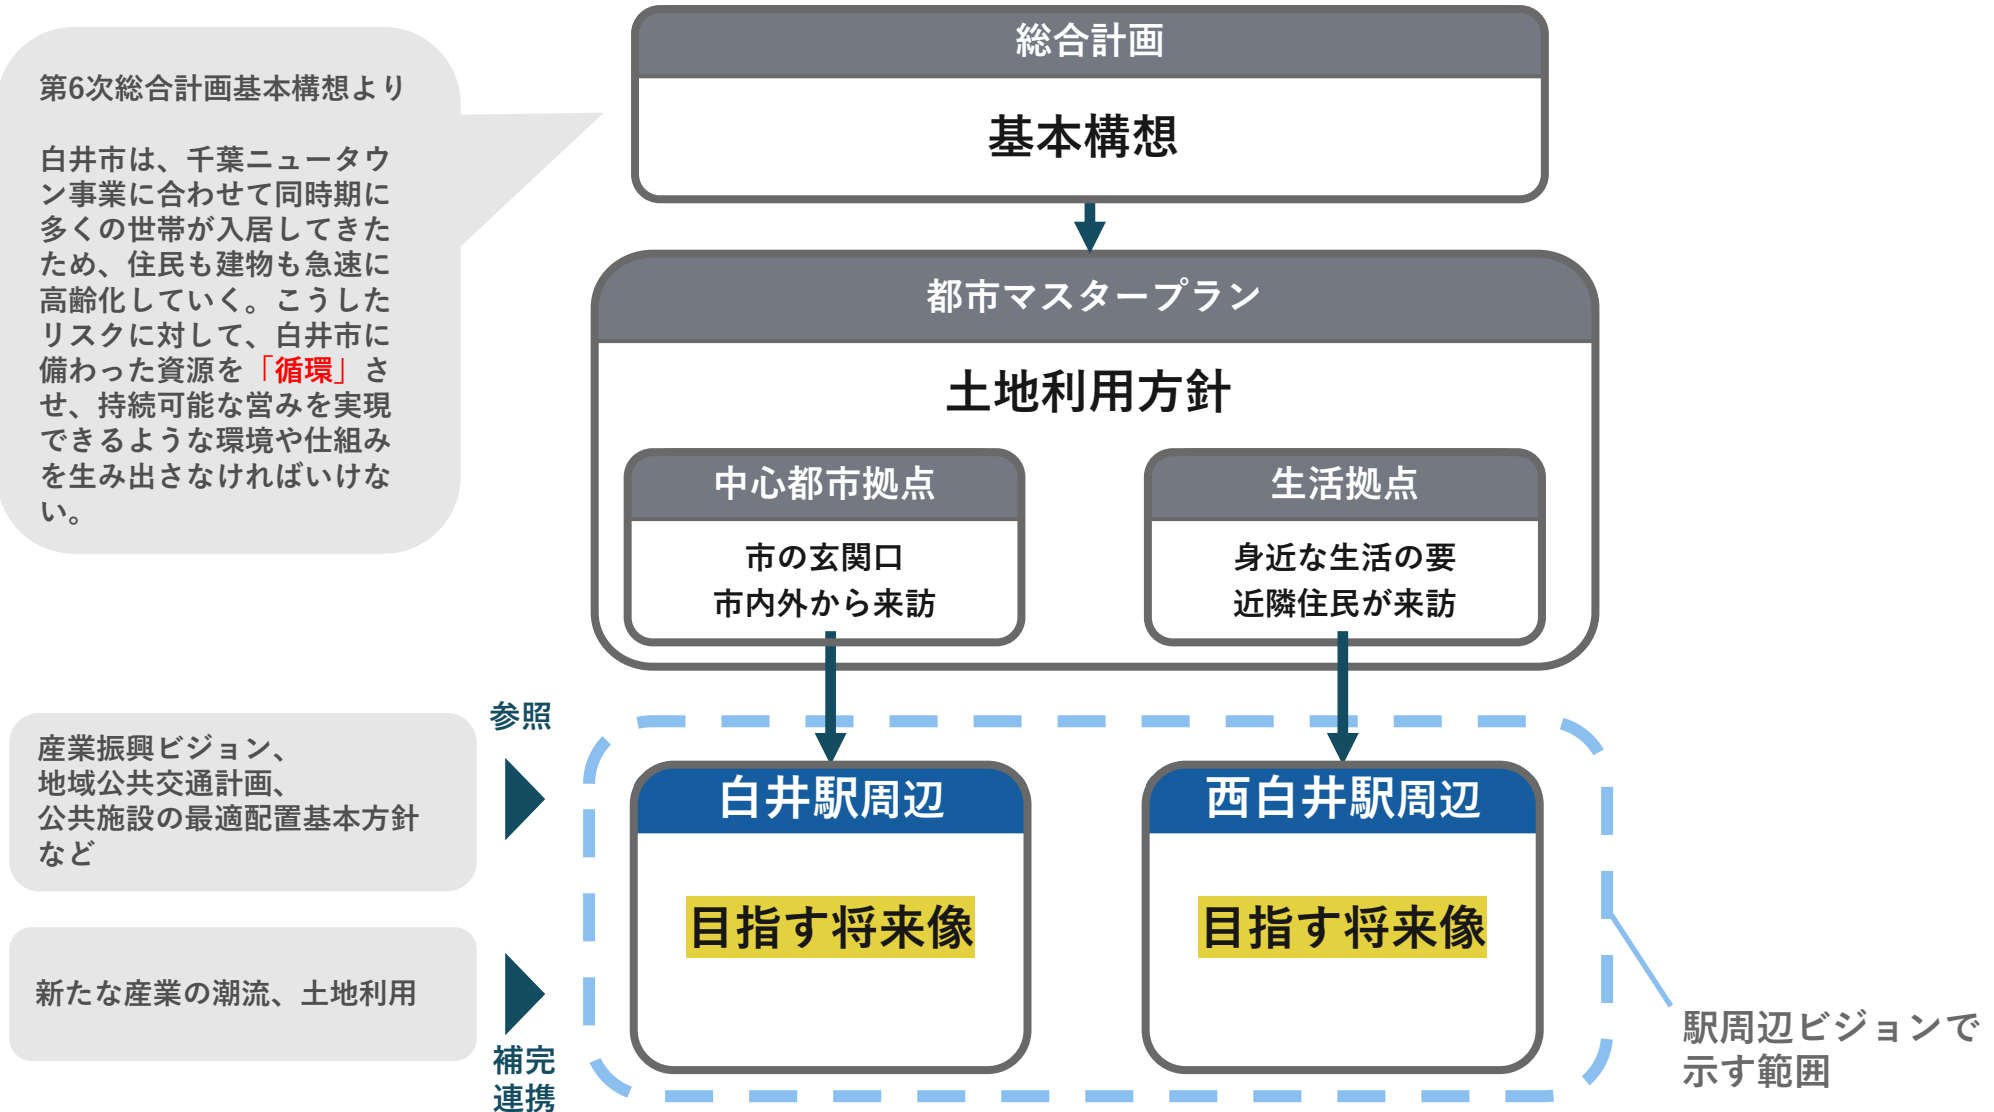 総合計画
基本構想
第6次総合計画基本構想より
白井市は、千葉ニュータウ
ン事業に合わせて同時期に
多くの世帯が入居してきた
ため、住民も建物も急速に
高齢化していく。こうした
リスクに対して、白井市に
備わった資源を「循環」さ
せ、持続可能な営みを実現
できるような環境や仕組み
を生み出さなければいけな
い。
都市マスタープラン
土地利用方針
中心都市拠点
市の玄関口
市内外から来訪
生活拠点
身近な生活の要
近隣住民が来訪
参照
産業振興ビジョン、
地域公共交通計画、
公共施設の最適配置基本方針
など
白井駅周辺
目指す将来像
西白井駅周辺
目指す将来像
新たな産業の潮流、土地利用
補完
連携
駅周辺ビジョンで
示す範囲